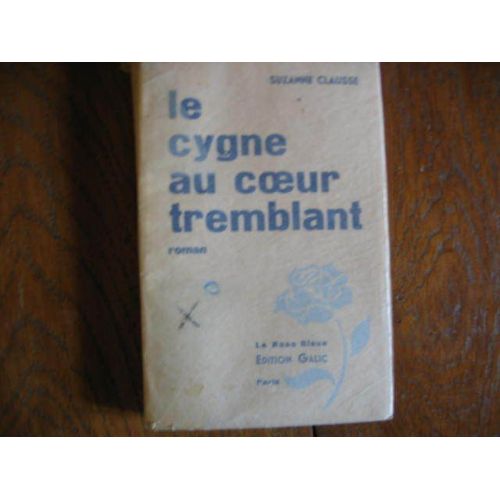 SUZANNE CLAUSSE
le
cygne
au cœur
tremblant
roman
La Rose Bleue
EDITION GALIC
Paris